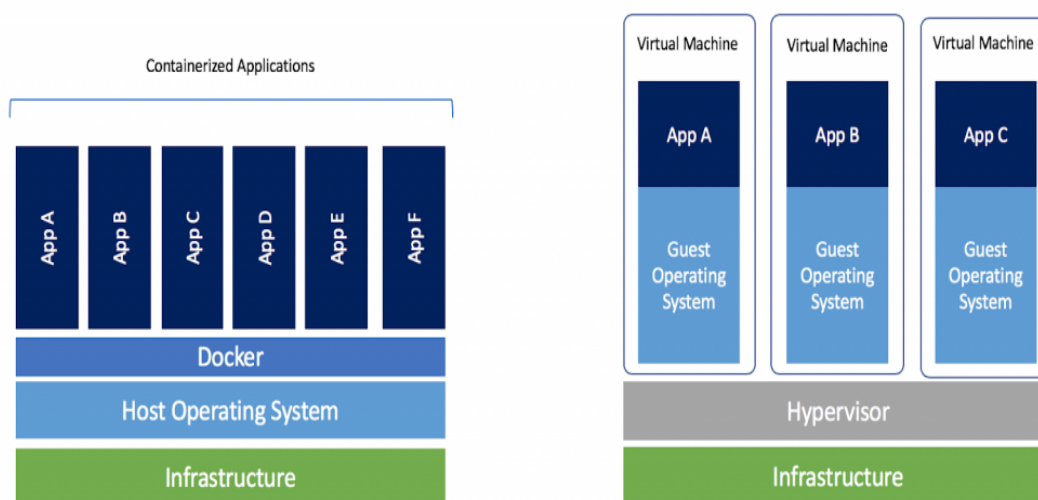 Containerized Applications
App A
App B
App C
App D
App E
App F
Docker
Host Operating System
Infrastructure
Virtual Machine
App A
Guest
Operating
System
Virtual Machine
App B
Guest
Operating
System
Virtual Machine
App C
Guest
Operating
System
Hypervisor
Infrastructure